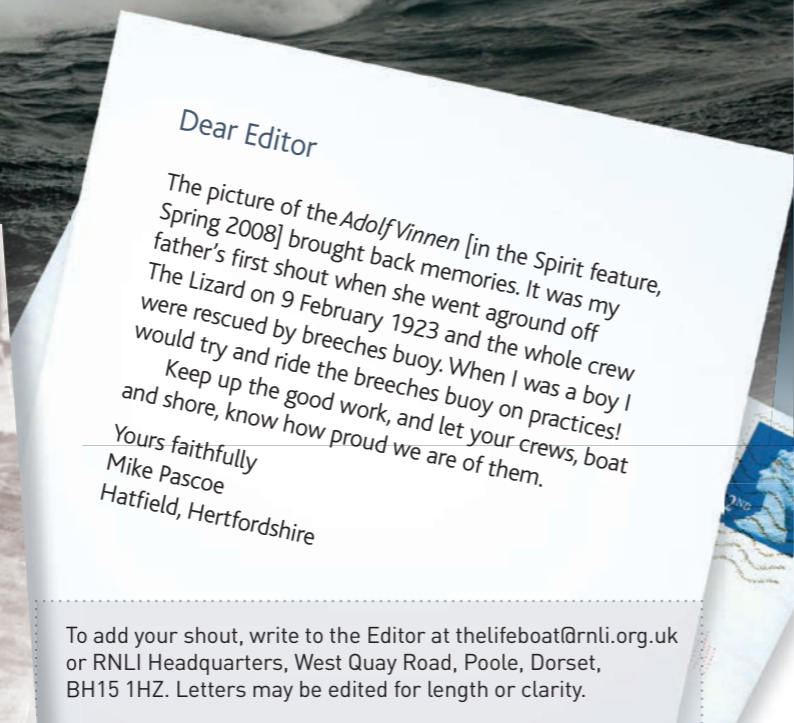 Dear Editor
The picture of the Adolf Vinnen [in the Spirit feature,
Spring 2008] brought back memories. It was my
father's first shout when she went aground off
The Lizard on 9 February 1923 and the whole crew
were rescued by breeches buoy. When I was a boy I
would try and ride the breeches buoy on practices!
Keep up the good work, and let your crews, boat
and shore, know how proud we are of them.
Yours faithfully
Mike Pascoe
Hatfield, Hertfordshire
2ND
To add your shout, write to the Editor at thelifeboat@rnli.org.uk
or RNLI Headquarters, West Quay Road, Poole, Dorset,
BH15 1HZ. Letters may be edited for length or clarity.